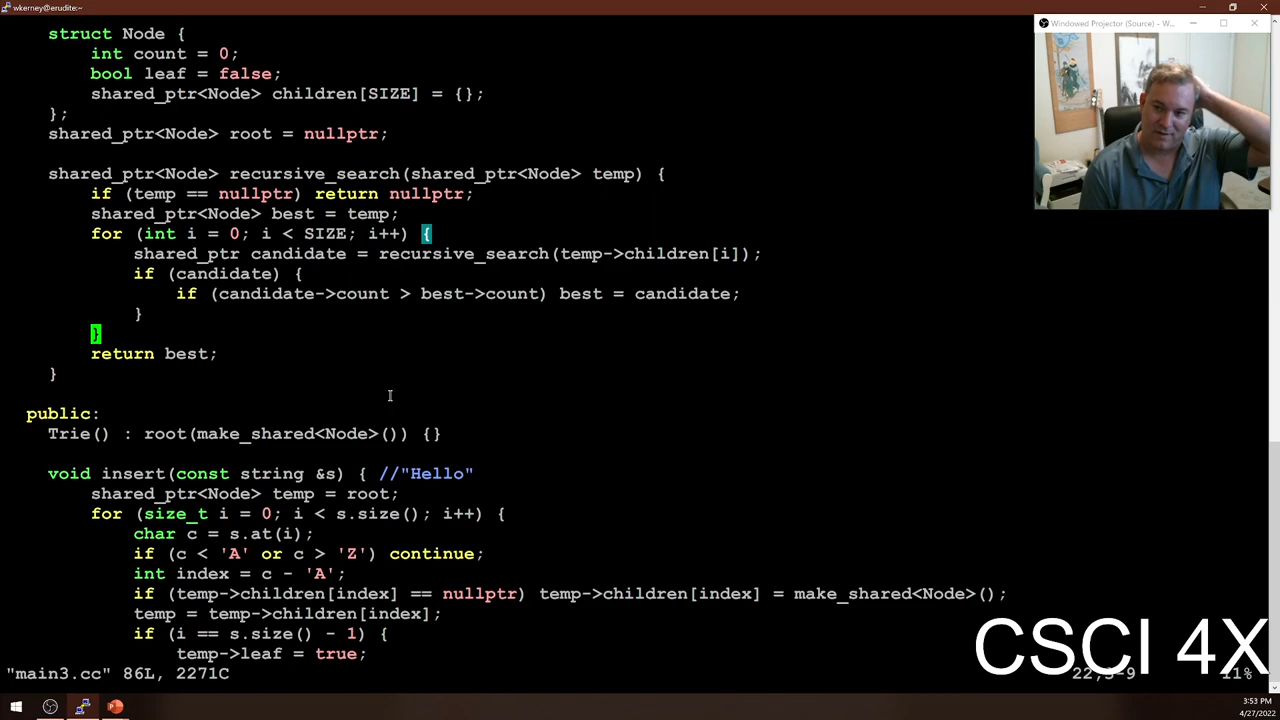 wkerney@erudite:~
Windowed Projector (Source) - W...
struct Node {
int count = 0;
bool leaf = false;
shared_ptr<Node> children[SIZE] = {};
};
shared_ptr<Node> root = nullptr;
shared_ptr<Node> recursive_search(shared_ptr<Node> temp) {
if (temp == nullptr) return nullptr;
shared_ptr<Node> best = temp;
for (int i = 0; i < SIZE; i++) {
shared_ptr candidate = recursive_search(temp->children[i]);
if (candidate) {
if (candidate->count > best->count) best = candidate;
}
}
return best;
}
public:
Trie() : root(make_shared<Node>()) {}
void insert(const string &s) { //"Hello"
shared_ptr<Node> temp = root;
for (size_t i = 0; i < s.size(); i++) {
char c = s.at(i);
if (c < 'A' or c > 'Z') continue;
int index = c - 'A';
if (temp->children[index] == nullptr) temp->children[index] = make_shared<Node>();
temp = temp->children[index];
if (i == s.size() - 1) {
temp->leaf = true;
"main3.cc" 86L, 2271C
CSCI 4X
3:53 PM
4/27/2022